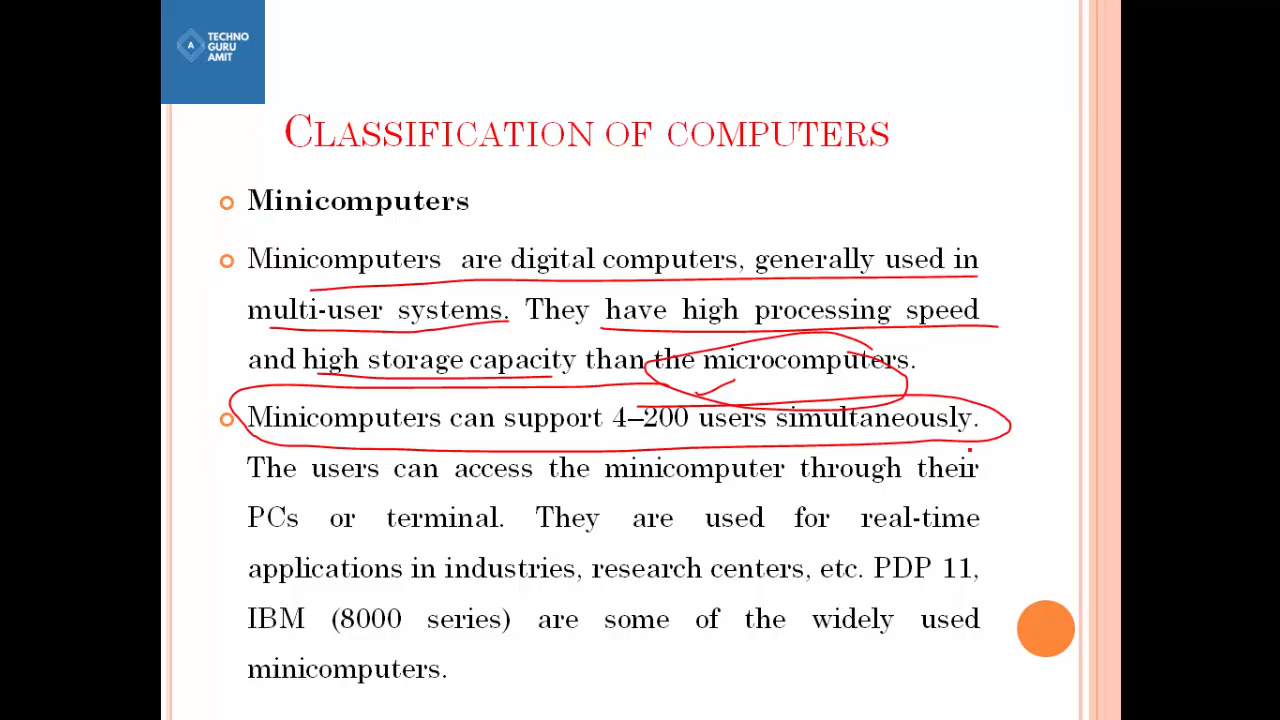 TECHNO
GURU
AMIT
CLASSIFICATION OF COMPUTERS
Minicomputers
Minicomputers are digital computers, generally used in
multi-user systems. They have high processing speed
and high storage capacity than the microcomputers.
Minicomputers can support 4–200 users simultaneously.
The users can access the minicomputer through their
PCs or terminal. They are used for real-time
applications in industries, research centers, etc. PDP 11,
IBM (8000 series) are some of the widely used
minicomputers.